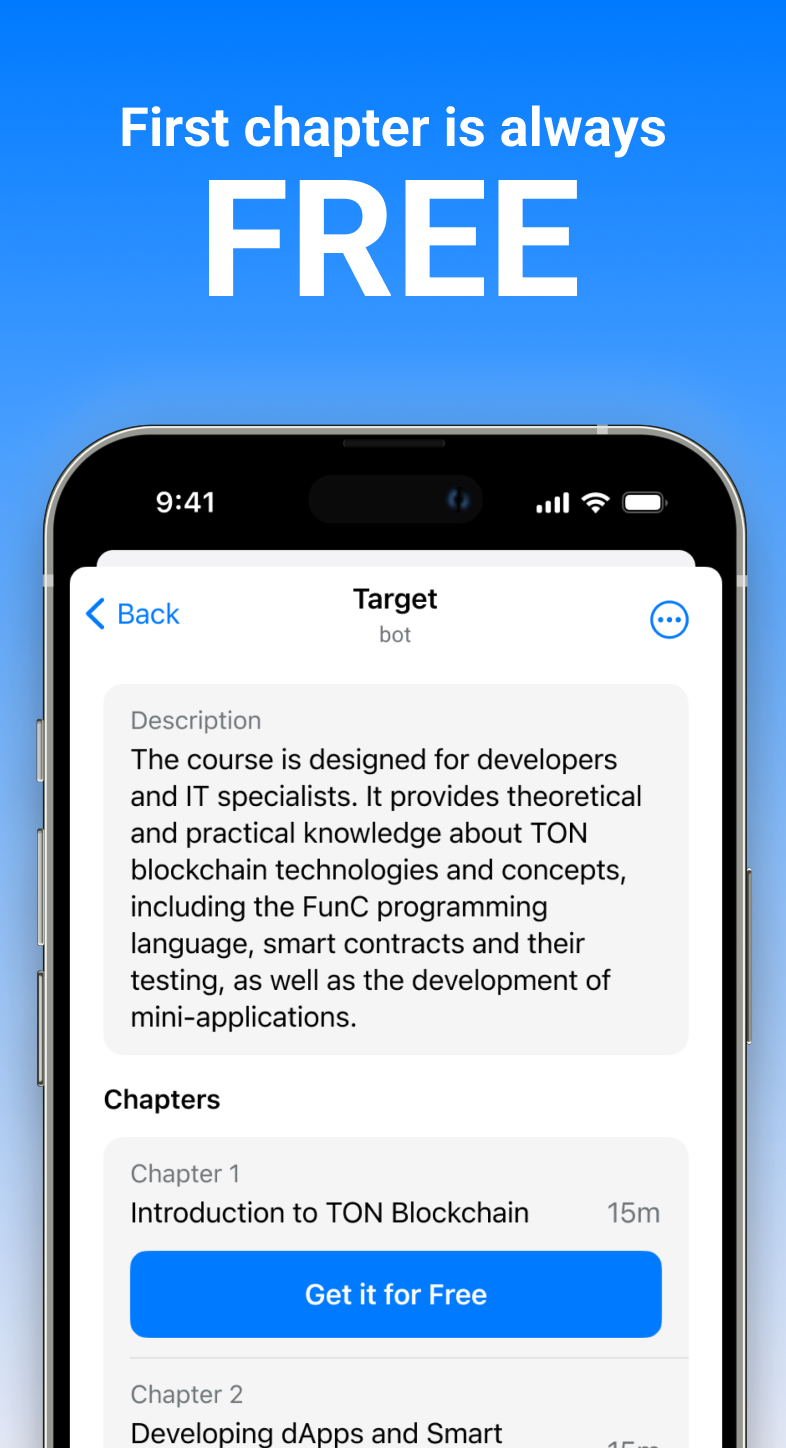 First chapter is always
FREE
9:41
Back
Target
bot
Description
The course is designed for developers
and IT specialists. It provides theoretical
and practical knowledge about TON
blockchain technologies and concepts,
including the FunC programming
language, smart contracts and their
testing, as well as the development of
mini-applications.
Chapters
Chapter 1
Introduction to TON Blockchain 15m
Get it for Free
Chapter 2
Developing dApps and Smart
15m